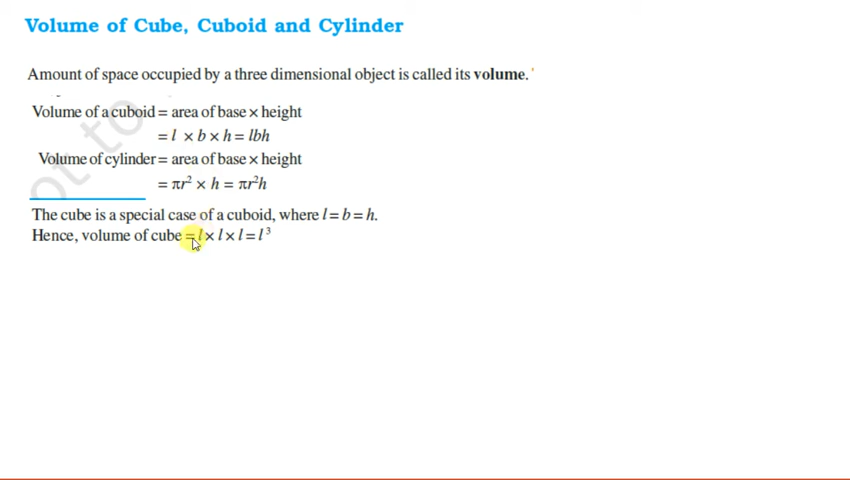 Volume of Cube, Cuboid and Cylinder
Amount of space occupied by a three dimensional object is called its volume.
Volume of a cuboid = area of base × height
= l × b × h = lbh
Volume of cylinder = area of base × height
= πr² × h = πr²h
ot to
The cube is a special case of a cuboid, where l = b = h.
Hence, volume of cube = l × l × l = l³